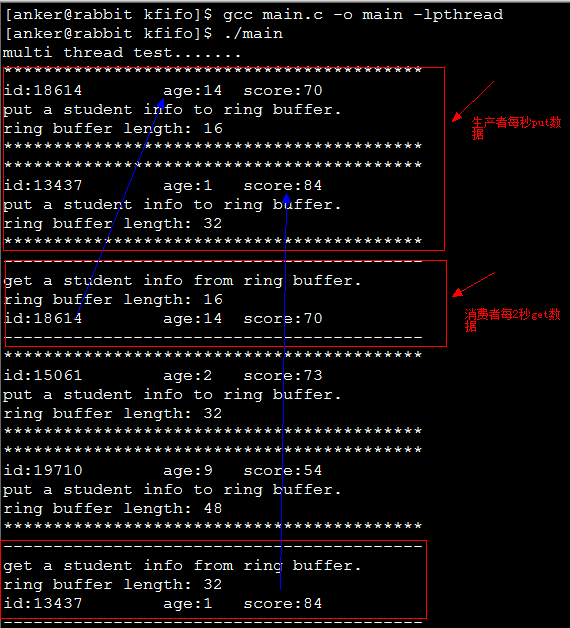 [anker@rabbit kfifo]$ gcc main.c -o main -lpthread
[anker@rabbit kfifo]$ ./main
multi thread test.......
******************************************
id:18614 age:14 score:70
put a student info to ring buffer.
ring buffer length: 16
******************************************
******************************************
id:13437 age:1 score:84
put a student info to ring buffer.
ring buffer length: 32
******************************************
------------------------------------------
get a student info from ring buffer.
ring buffer length: 16
id:18614 age:14 score:70
------------------------------------------
******************************************
id:15061 age:2 score:73
put a student info to ring buffer.
ring buffer length: 32
******************************************
******************************************
id:19710 age:9 score:54
put a student info to ring buffer.
ring buffer length: 48
******************************************
------------------------------------------
get a student info from ring buffer.
ring buffer length: 32
id:13437 age:1 score:84
------------------------------------------
生产者每秒put数
据
消费者每2秒get数
据